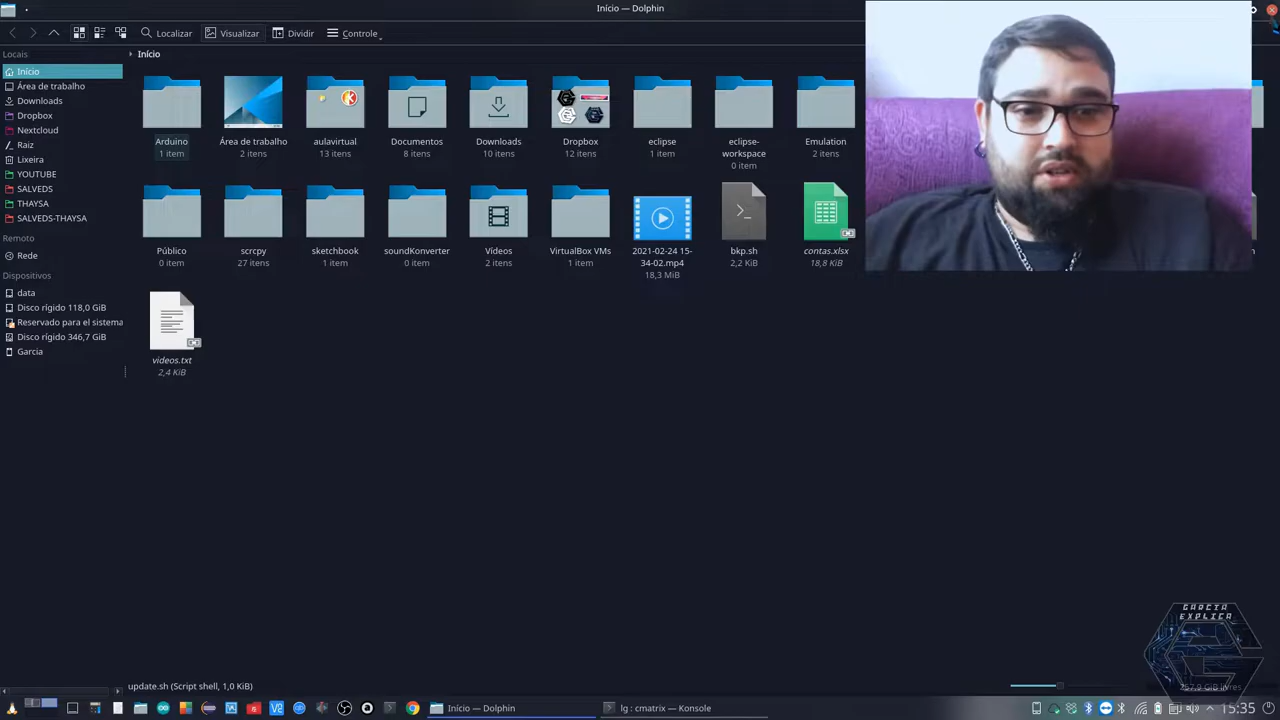 Início — Dolphin
Localizar
Visualizar
Dividir
Controle
Locais
Início
Área de trabalho
Downloads
Dropbox
Nextcloud
Raiz
Lixeira
YOUTUBE
SALVEDS
THAYSA
SALVEDS-THAYSA
Remoto
Rede
Dispositivos
data
Disco rígido 118,0 GiB
Reservado para el sistema
Disco rígido 346,7 GiB
Garcia
Início
Arduino
1 item
Área de trabalho
2 itens
aulavirtual
13 itens
Documentos
8 itens
Downloads
10 itens
Dropbox
12 itens
eclipse
1 item
eclipse-
workspace
0 item
Emulation
2 itens
Público
0 item
scrcpy
27 itens
sketchbook
1 item
soundKonverter
0 item
Vídeos
2 itens
VirtualBox VMs
1 item
2021-02-24 15-
34-02.mp4
18,3 MiB
bkp.sh
2,2 KiB
contas.xlsx
18,8 KiB
videos.txt
2,4 KiB
GARCIA
EXPLICA
update.sh (Script shell, 1,0 KiB)
257,9 GiB livres
Início — Dolphin
lg : cmatrix — Konsole
15:35